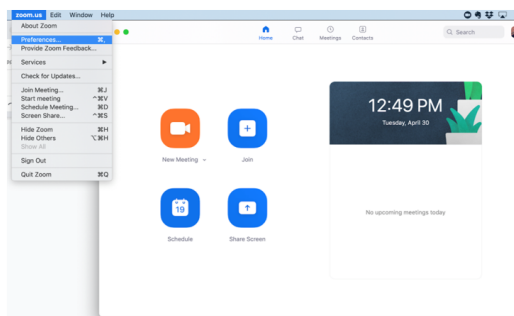 zoom.us Edit Window Help
About Zoom
Preferences... ⌘,
Provide Zoom Feedback...
Services
Check for Updates...
Join Meeting... ⌘J
Start meeting ^⌘V
Schedule Meeting... ⌘D
Screen Share... ^⌘S
Hide Zoom ⌘H
Hide Others ⌥⌘H
Show All
Sign Out
Quit Zoom ⌘Q
Home Chat Meetings Contacts
Search
12:49 PM
Tuesday, April 30
New Meeting Join
19
Schedule Share Screen
No upcoming meetings today